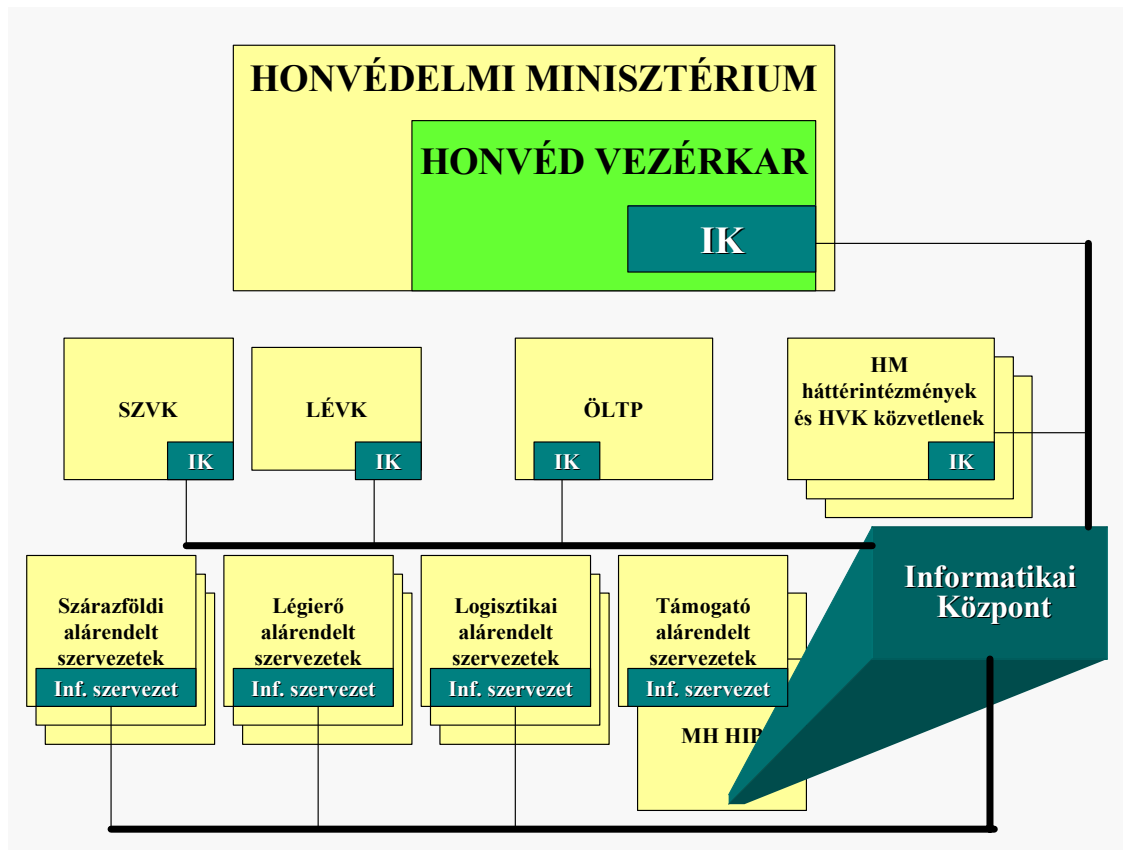 HONVÉDELMI MINISZTÉRIUM
HONVÉD VEZÉRKAR
IK
SZVK
IK
LÉVK
IK
ÖLTP
IK
HM
háttérintézmények
és HVK közvetlenek
IK
Szárazföldi
alárendelt
szervezetek
Inf. szervezet
Légierő
alárendelt
szervezetek
Inf. szervezet
Logisztikai
alárendelt
szervezetek
Inf. szervezet
Támogató
alárendelt
szervezetek
Inf. szervezet
MH HIP
Informatikai
Központ